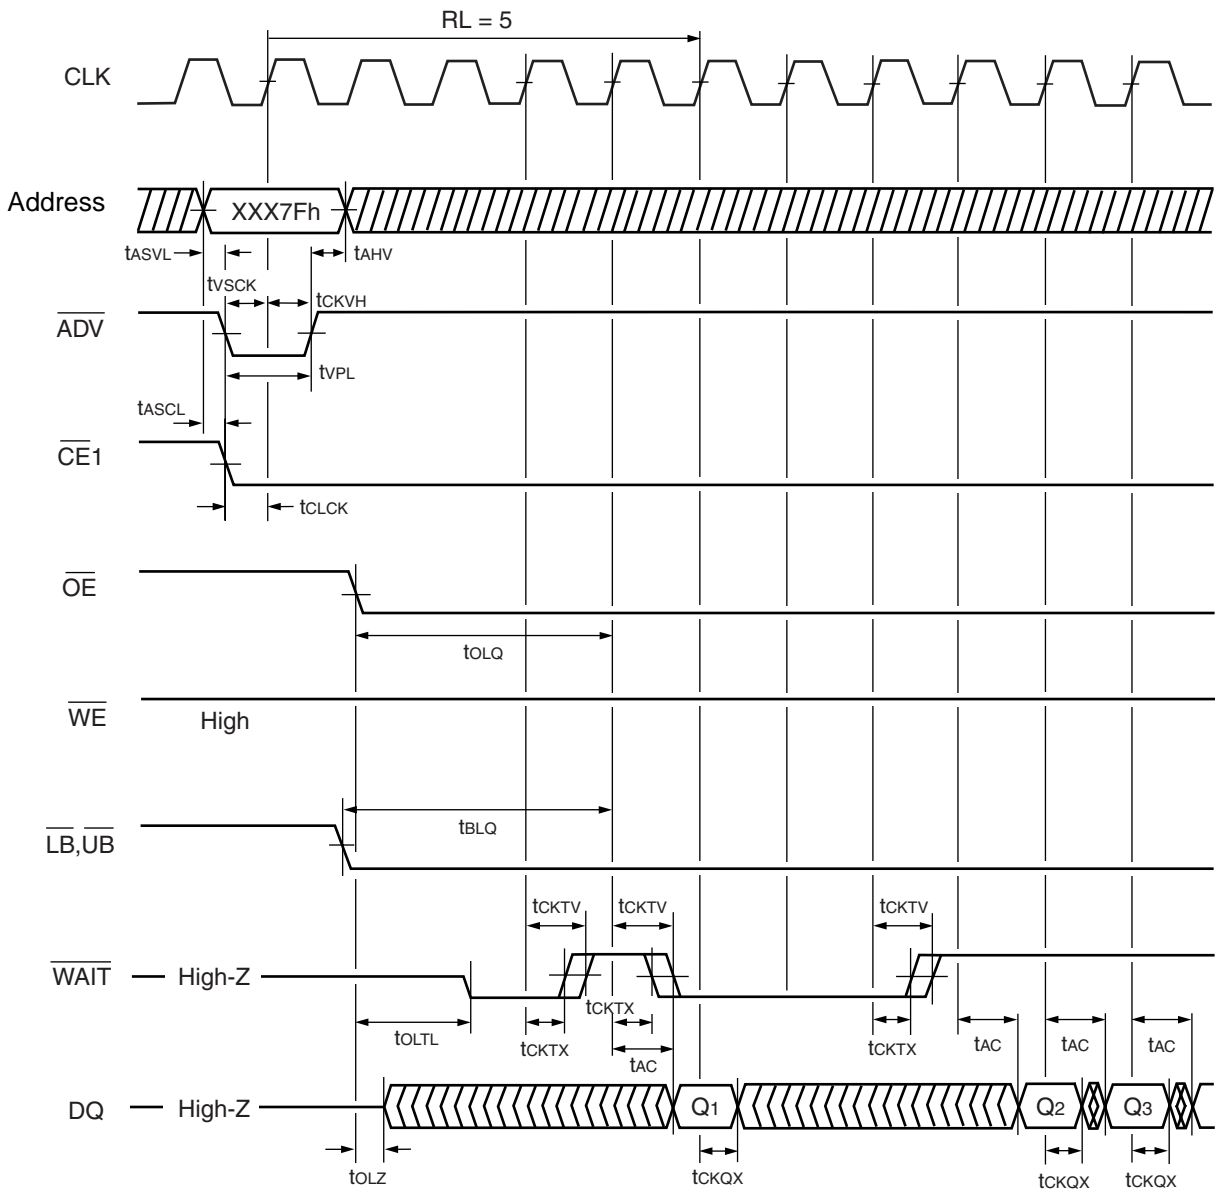 RL = 5
CLK
Address
XXX7Fh
tASVL
tAHV
tVSCK
tCKVH
ADV
tVPL
tASCL
CE1
tCLCK
OE
tOLQ
WE
High
tBLQ
LB,UB
tCKTV
tCKTV
tCKTV
WAIT
High-Z
tCKTX
tOLTL
tCKTX
tAC
tCKTX
tAC
tAC
tAC
DQ
High-Z
Q1
Q2
Q3
tOLZ
tCKQX
tCKQX
tCKQX